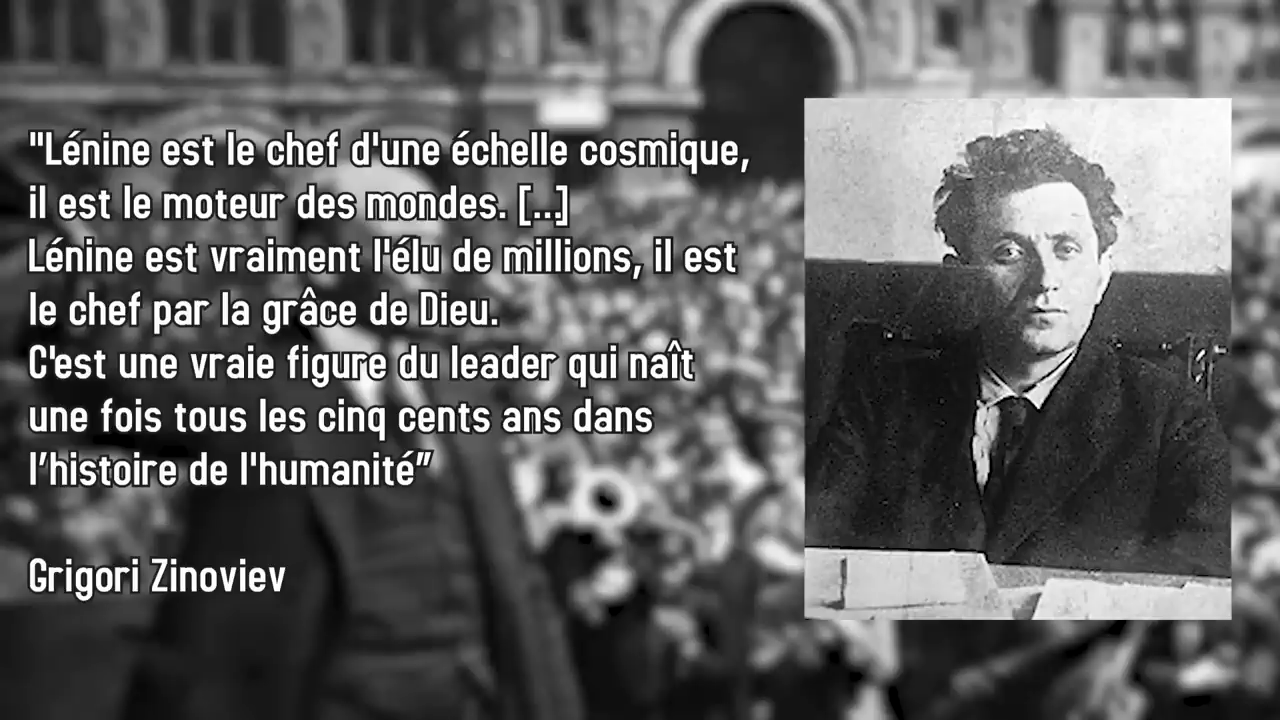 "Lénine est le chef d'une échelle cosmique,
il est le moteur des mondes. [...]
Lénine est vraiment l'élu de millions, il est
le chef par la grâce de Dieu.
C'est une vraie figure du leader qui naît
une fois tous les cinq cents ans dans
l’histoire de l'humanité”
Grigori Zinoviev